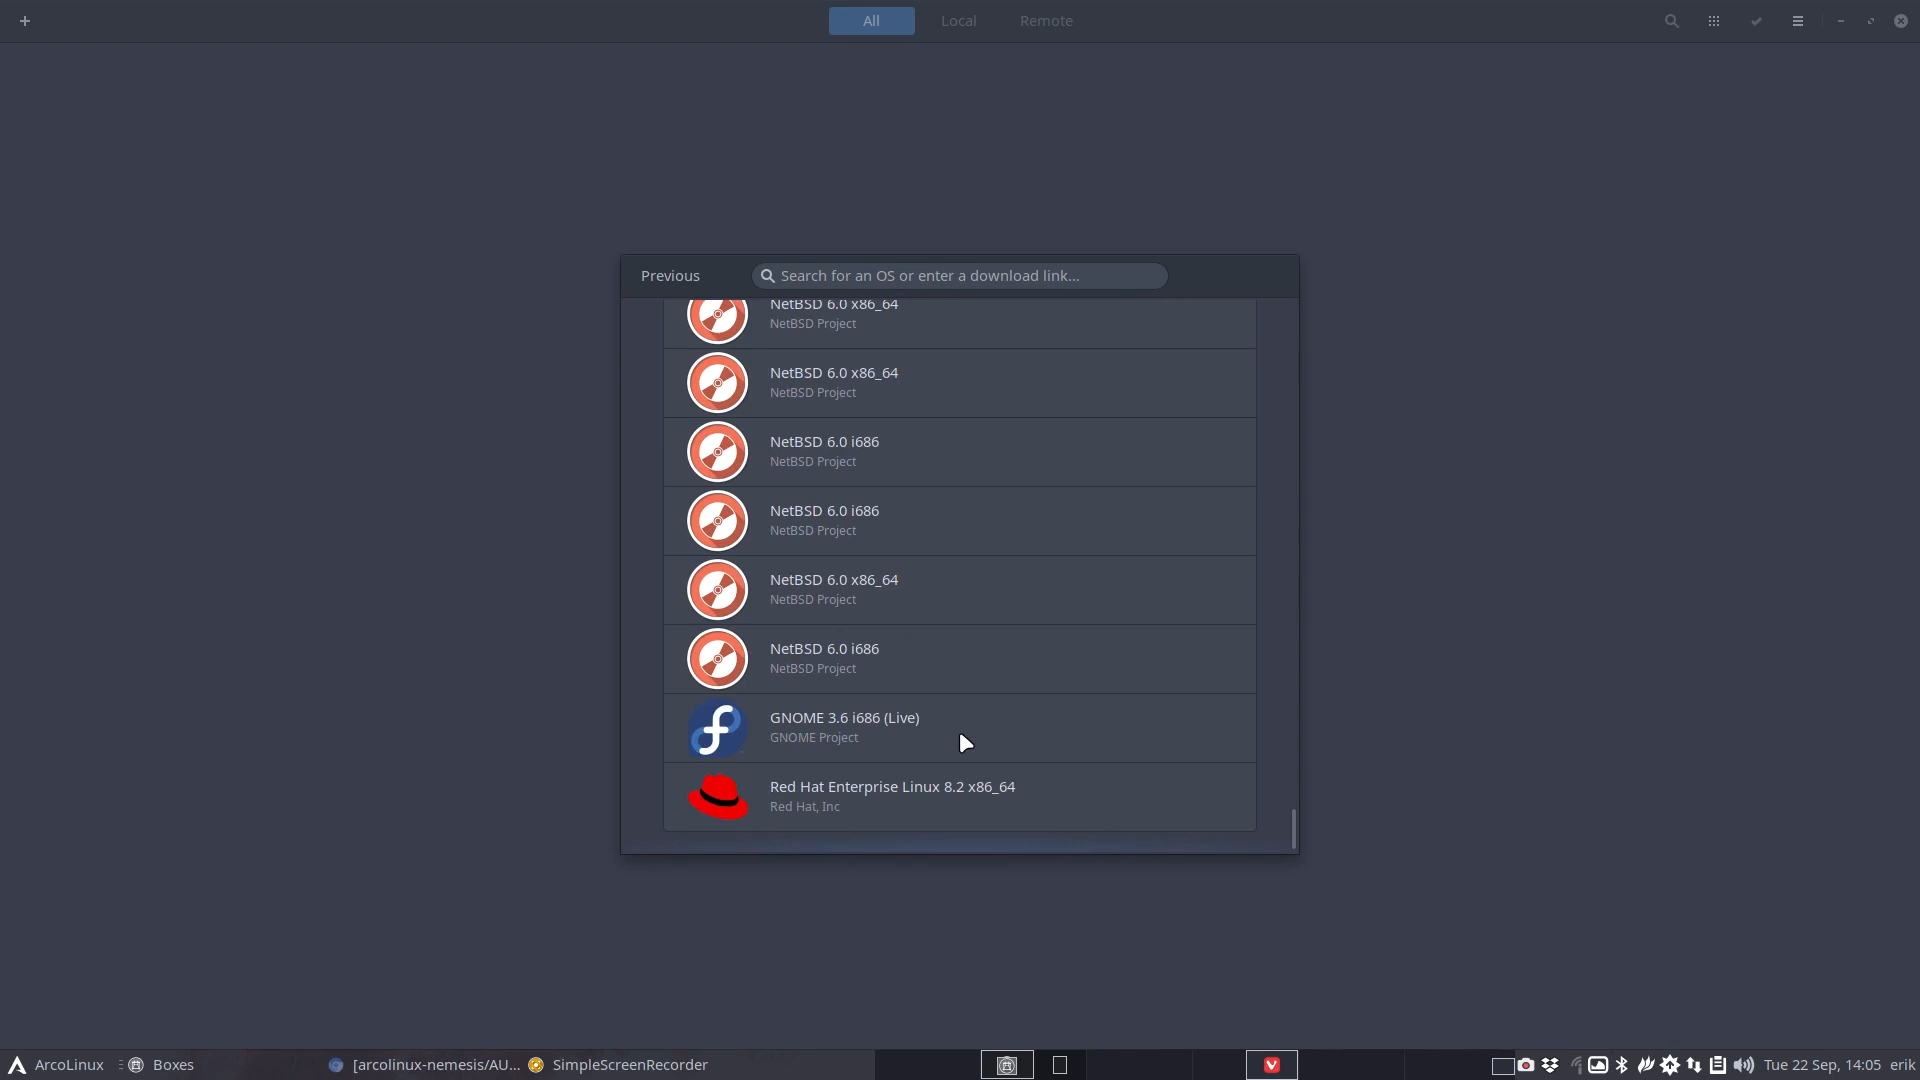 All Local Remote
Previous Search for an OS or enter a download link...
NetBSD 6.0 x86_64
NetBSD Project
NetBSD 6.0 x86_64
NetBSD Project
NetBSD 6.0 i686
NetBSD Project
NetBSD 6.0 i686
NetBSD Project
NetBSD 6.0 x86_64
NetBSD Project
NetBSD 6.0 i686
NetBSD Project
GNOME 3.6 i686 (Live)
GNOME Project
Red Hat Enterprise Linux 8.2 x86_64
Red Hat, Inc
ArcoLinux Boxes [arcolinux-nemesis/AU... SimpleScreenRecorder Tue 22 Sep, 14:05 erik